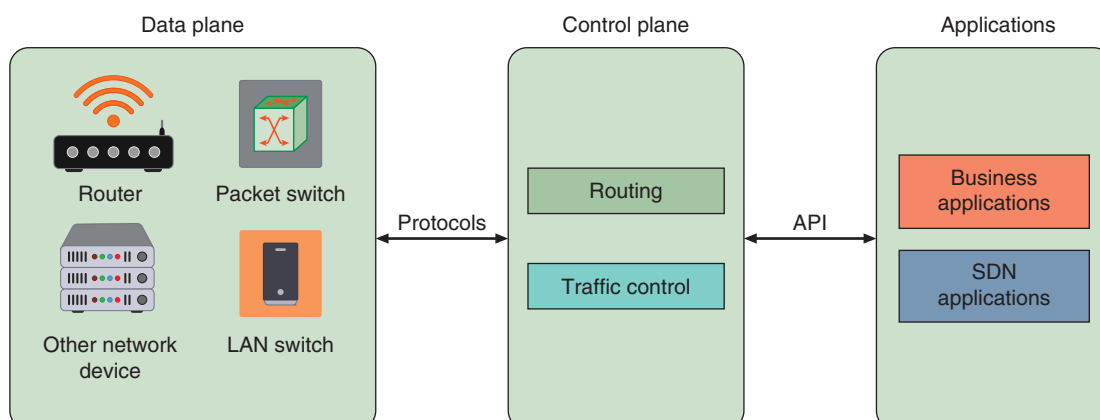 Data plane
Control plane
Applications
Router
Packet switch
Other network
device
LAN switch
Protocols
Routing
Traffic control
API
Business
applications
SDN
applications